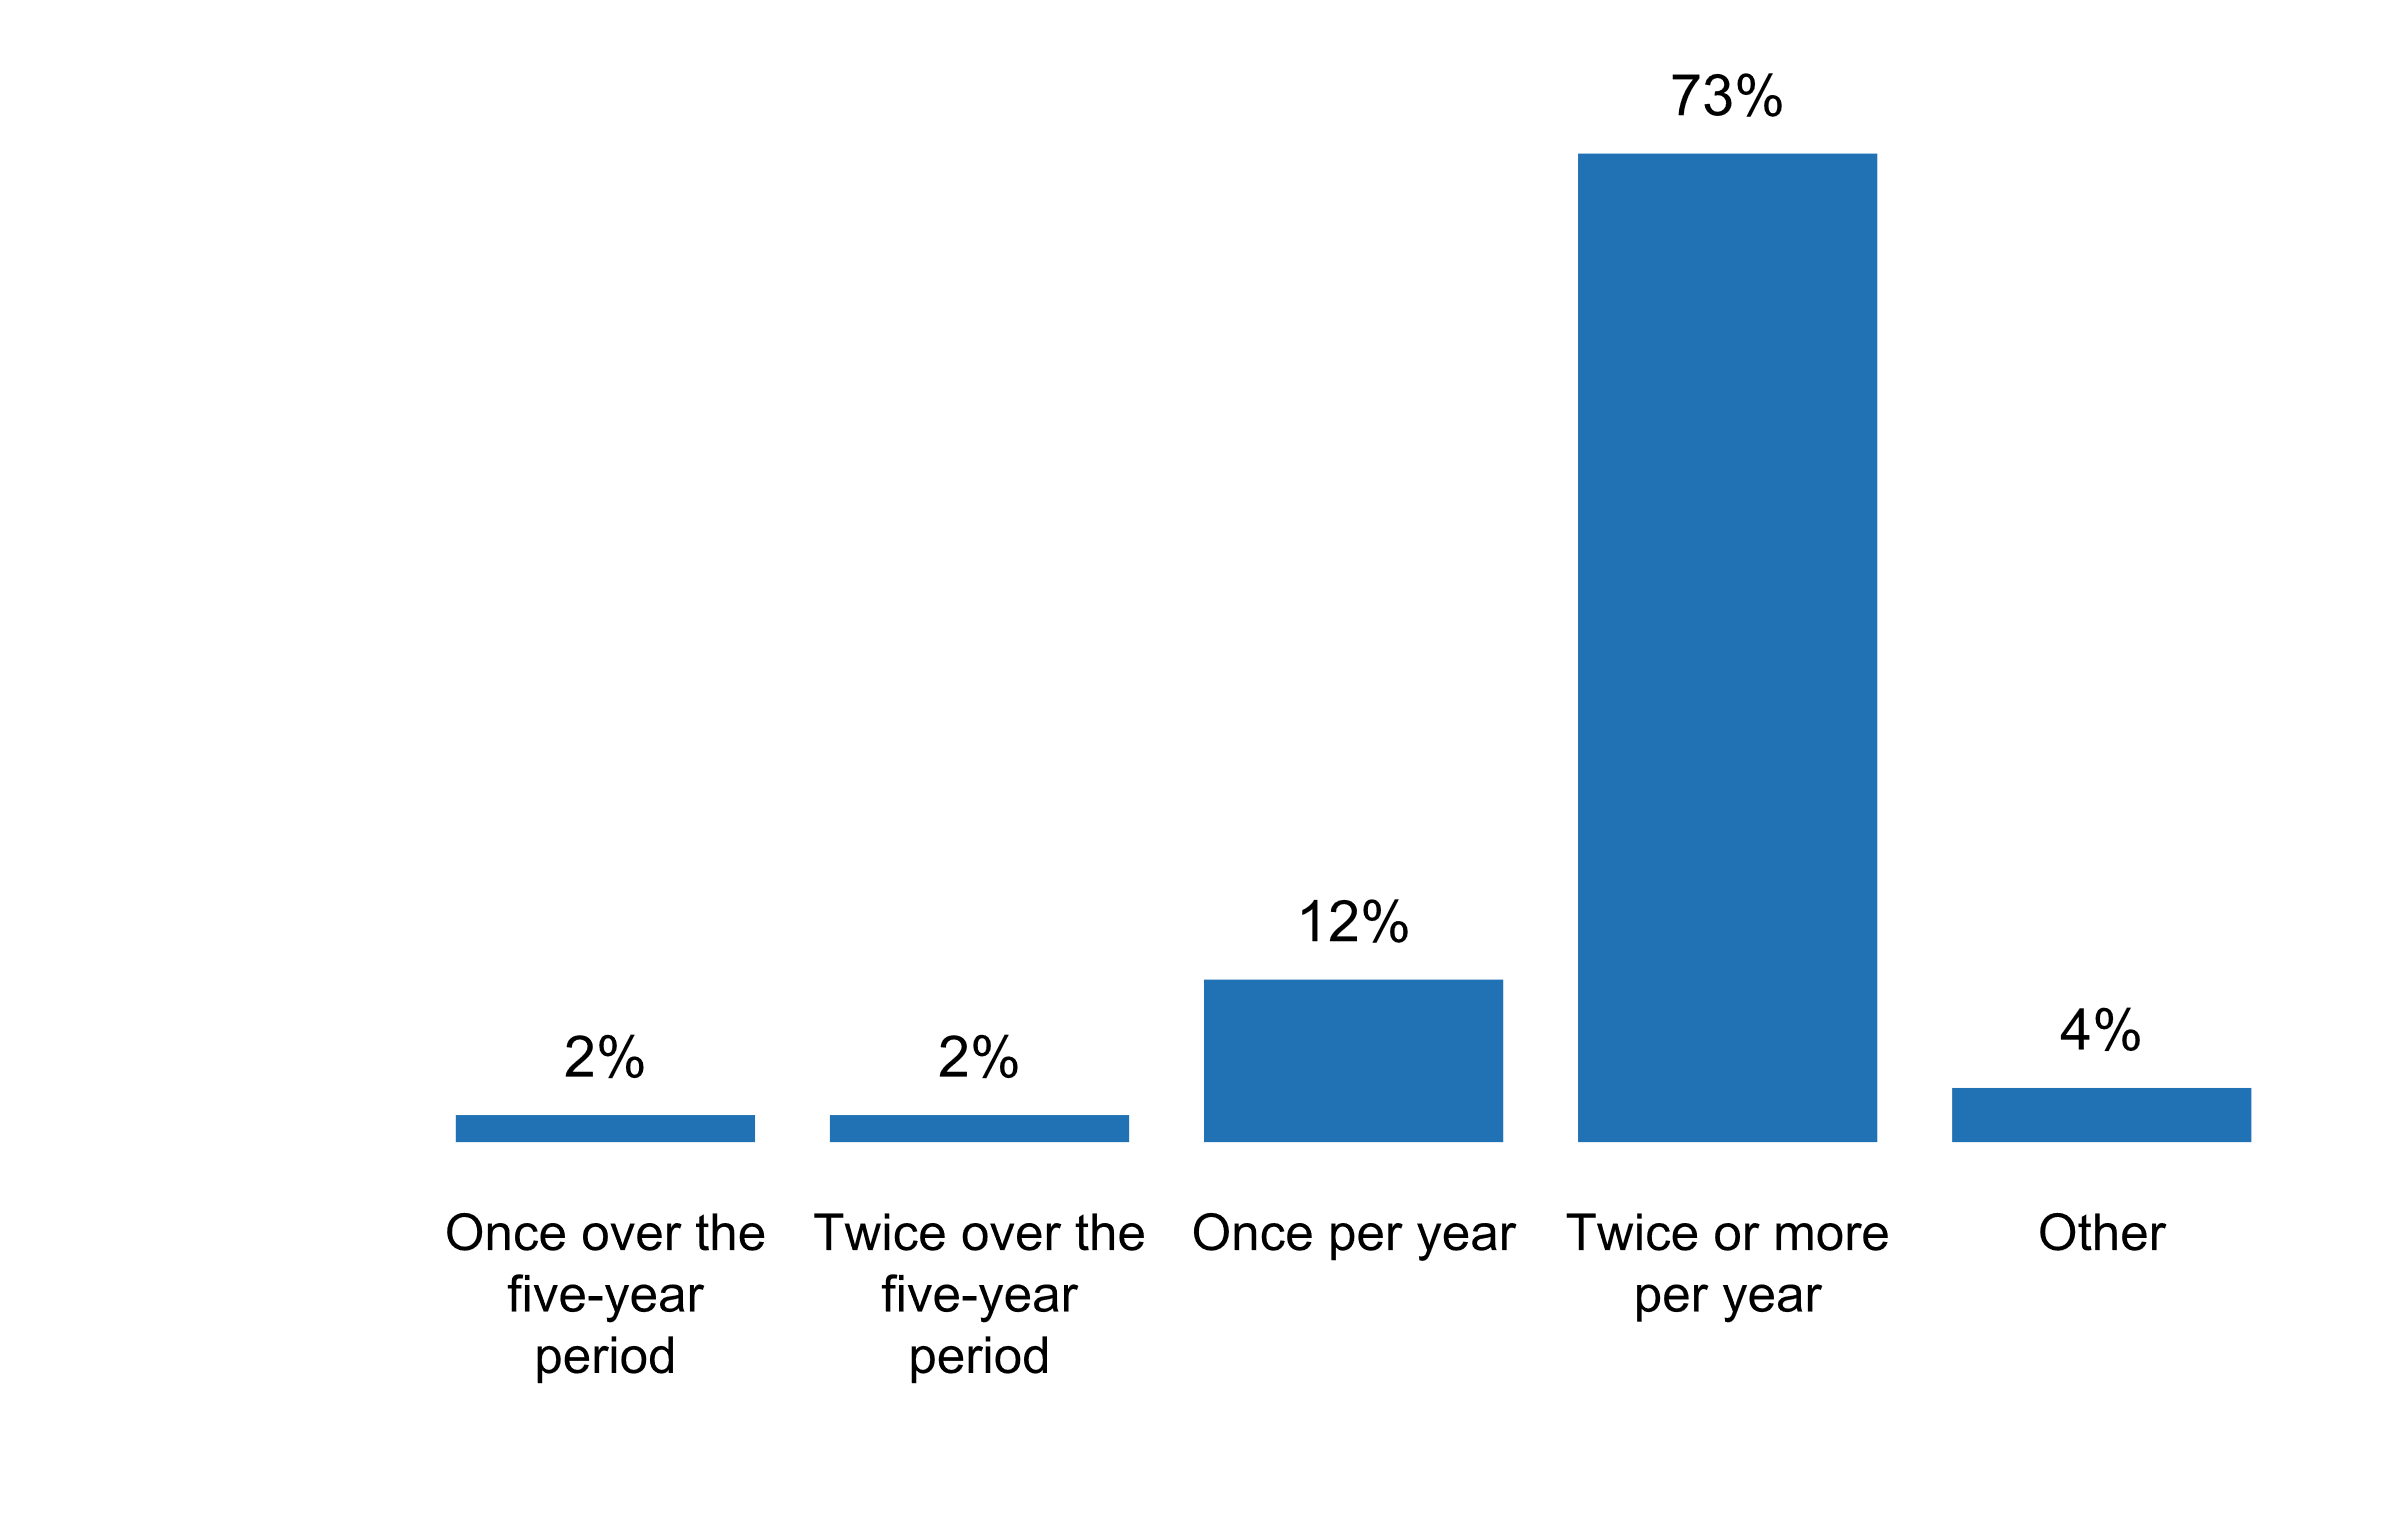 73%
12%
2%
2%
4%
Once over the
five-year
period
Twice over the
five-year
period
Once per year
Twice or more
per year
Other